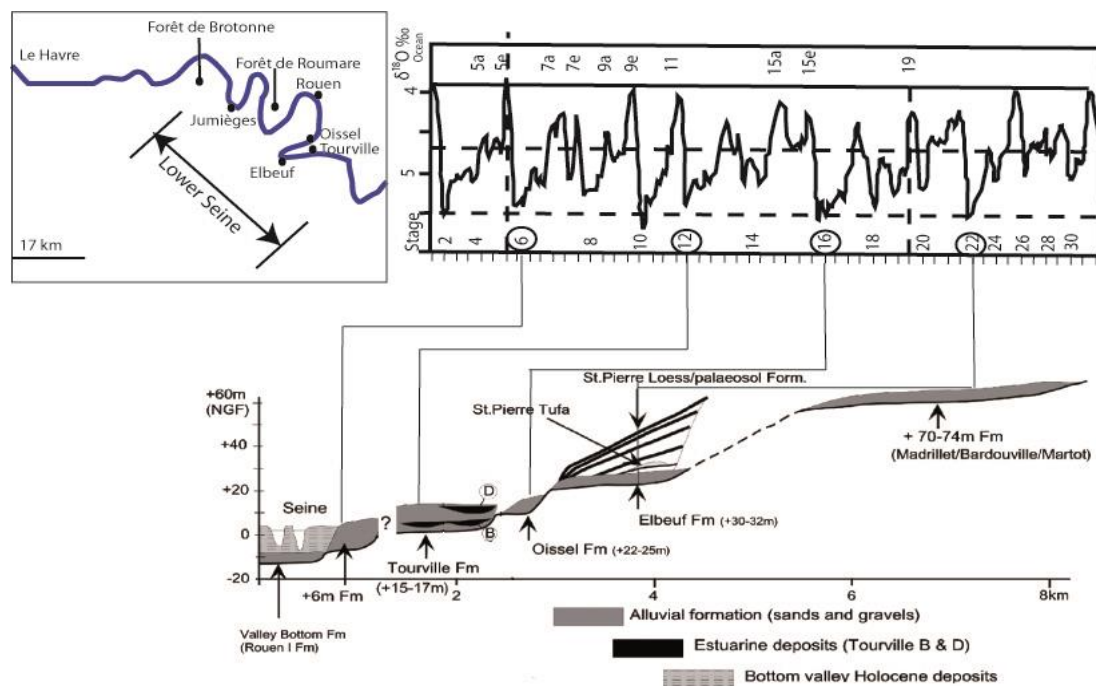 Forêt de Brotonne
Le Havre
Forêt de Roumare
Rouen
Jumièges
Oissel
Tourville
Elbeuf
Lower Seine
17 km
δ18O ‰
Ocean
5a
5e
7a
7e
9a
9e
11
15a
15e
19
4
5
Stage
2
4
6
8
10
12
14
16
18
20
22
24
26
28
30
+60m
(NGF)
+40
+20
0
-20
St.Pierre Loess/palaeosol Form.
St.Pierre Tufa
+ 70-74m Fm
(Madrillet/Bardouville/Martot)
Seine
?
D
B
Elbeuf Fm (+30-32m)
Oissel Fm (+22-25m)
Tourville Fm
(+15-17m)
+6m Fm
Valley Bottom Fm
(Rouen I Fm)
2
4
6
8km
Alluvial formation (sands and gravels)
Estuarine deposits (Tourville B & D)
Bottom valley Holocene deposits